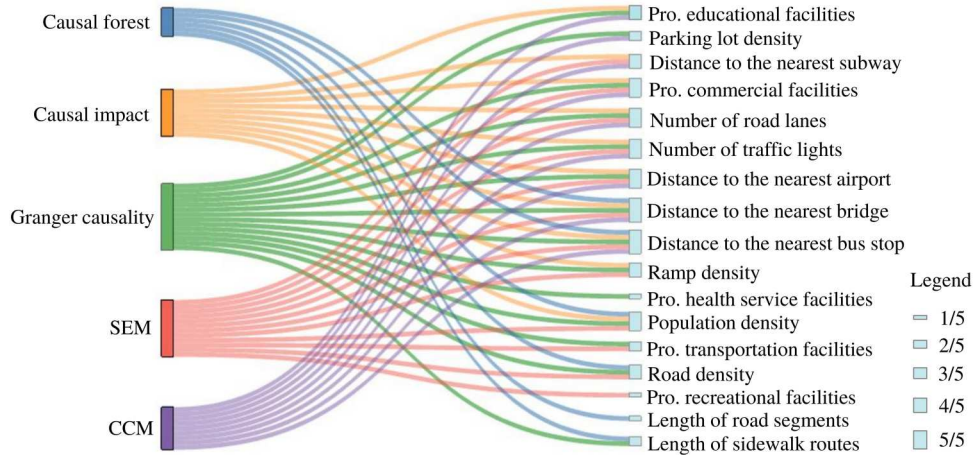 Causal forest
Causal impact
Granger causality
SEM
CCM
Pro. educational facilities
Parking lot density
Distance to the nearest subway
Pro. commercial facilities
Number of road lanes
Number of traffic lights
Distance to the nearest airport
Distance to the nearest bridge
Distance to the nearest bus stop
Ramp density
Pro. health service facilities
Population density
Pro. transportation facilities
Road density
Pro. recreational facilities
Length of road segments
Length of sidewalk routes
Legend
1/5
2/5
3/5
4/5
5/5